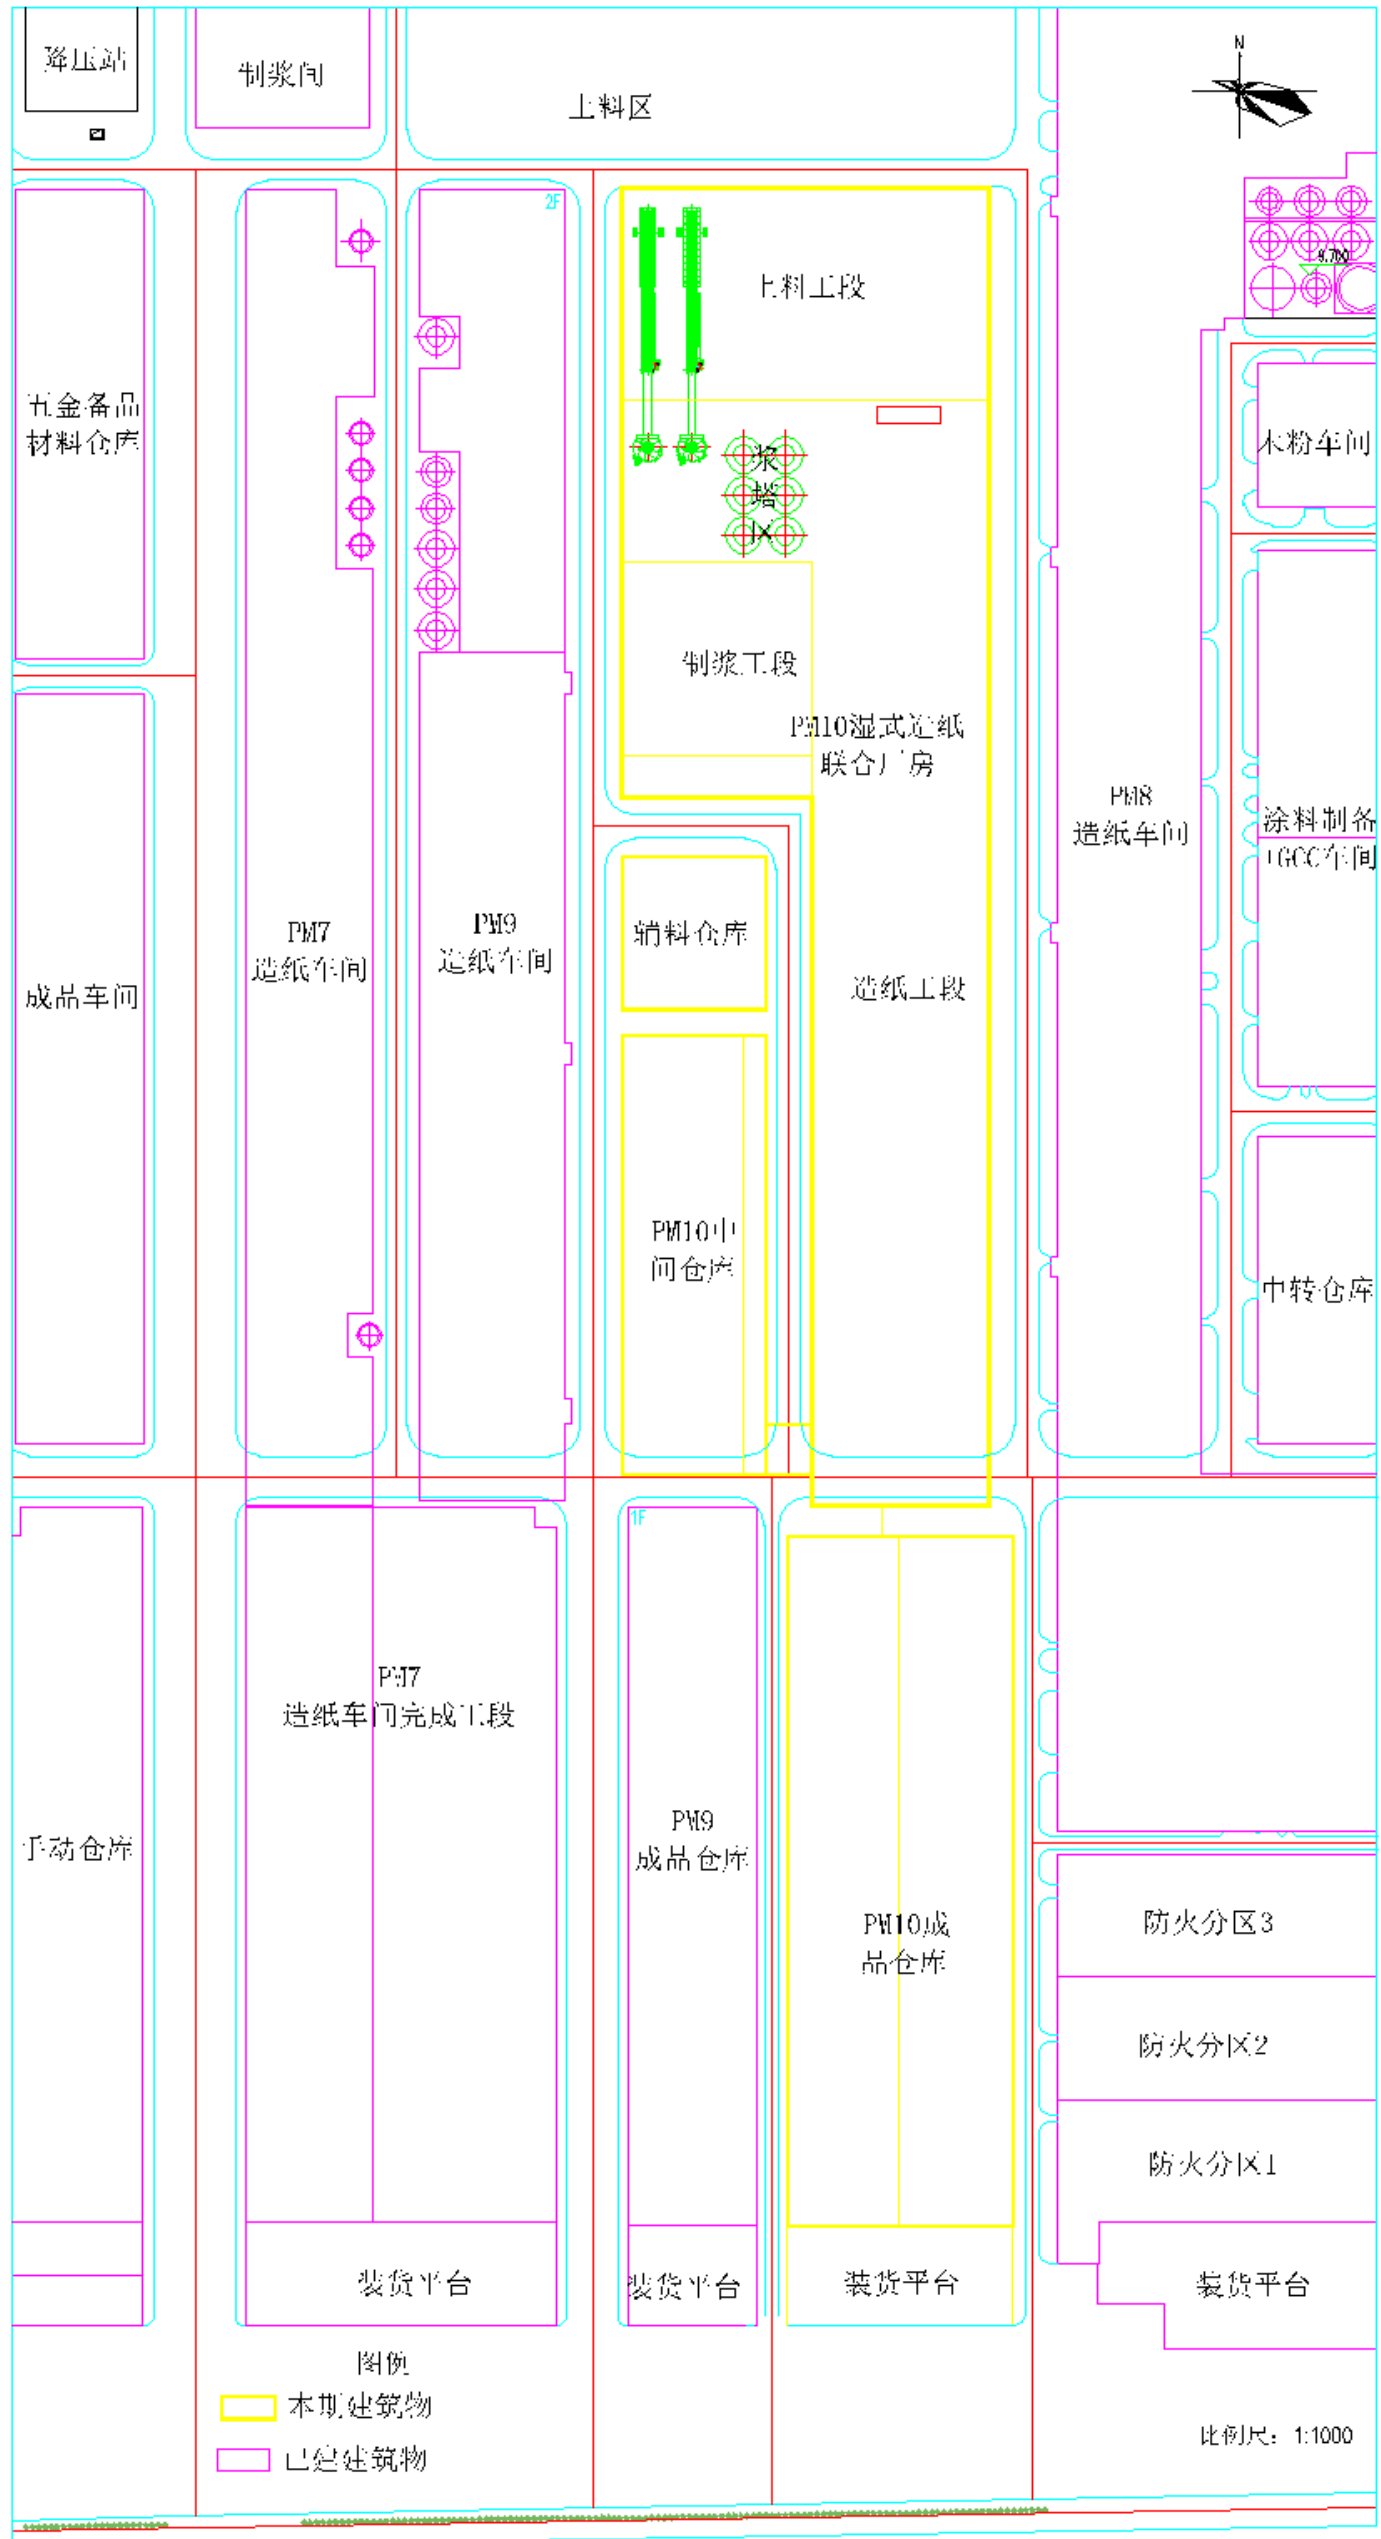 降压站
制浆间
上料区
N
2F
上料工段
9.700
五金备品
材料仓库
木粉车间
浆
塔
区
制浆工段
PM10湿式造纸
联合厂房
PM8
造纸车间
涂料制备
+GCC车间
PM7
造纸车间
PM9
造纸车间
辅料仓库
成品车间
造纸工段
PM10中
间仓库
中转仓库
1F
PM7
造纸车间完成工段
手动仓库
PM9
成品仓库
PM10成
品仓库
防火分区3
防火分区2
防火分区1
装货平台
装货平台
装货平台
装货平台
图例
本期建筑物
已建建筑物
比例尺：1:1000